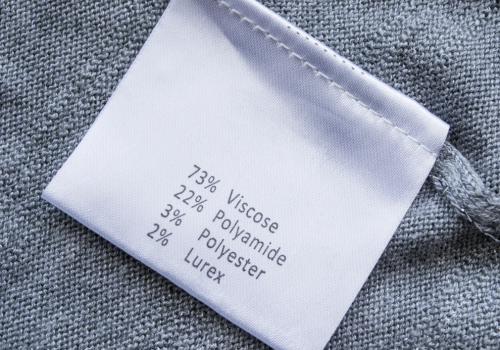 73% Viscose
22% Polyamide
3% Polyester
2% Lurex